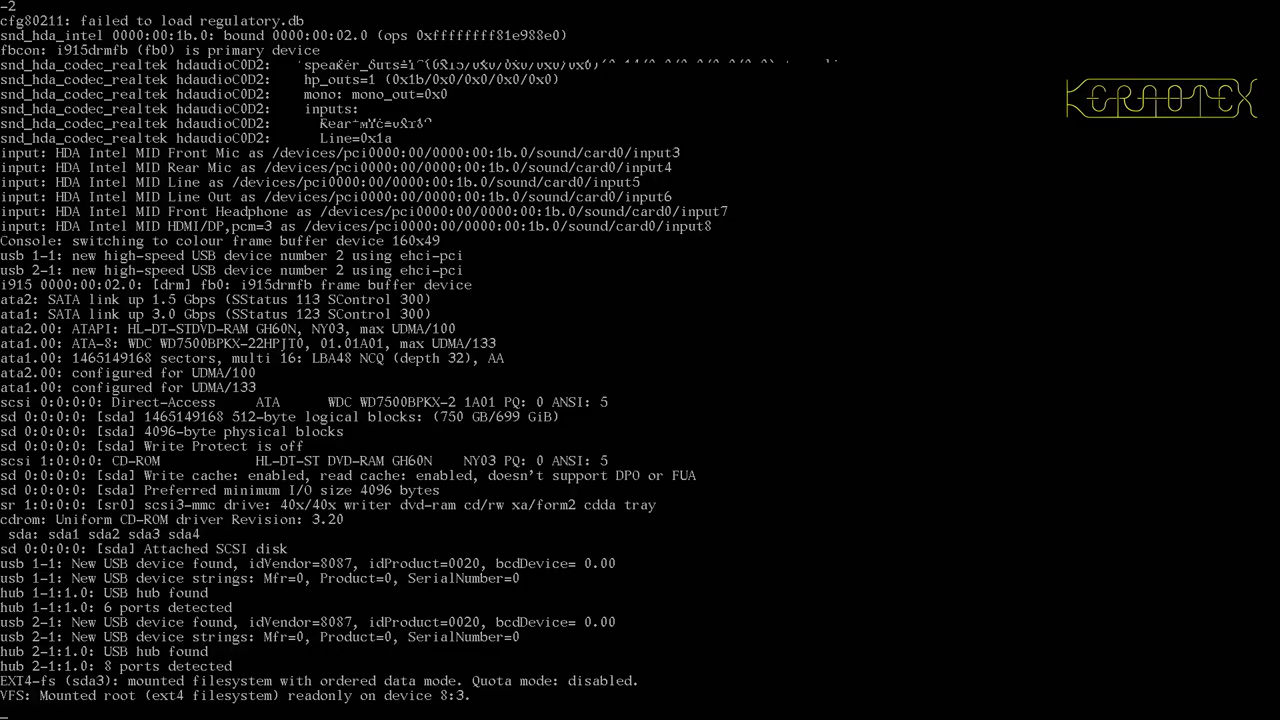 -2
cfg80211: failed to load regulatory.db
snd_hda_intel 0000:00:1b.0: bound 0000:00:02.0 (ops 0xffffffff81e988e0)
fbcon: i915drmfb (fb0) is primary device
snd_hda_codec_realtek hdaudioC0D2:
snd_hda_codec_realtek hdaudioC0D2:    hp_outs=1 (0x1b/0x0/0x0/0x0/0x0)
snd_hda_codec_realtek hdaudioC0D2:    mono: mono_out=0x0
snd_hda_codec_realtek hdaudioC0D2:    inputs:
snd_hda_codec_realtek hdaudioC0D2:
snd_hda_codec_realtek hdaudioC0D2:      Line=0x1a
input: HDA Intel MID Front Mic as /devices/pci0000:00/0000:00:1b.0/sound/card0/input3
input: HDA Intel MID Rear Mic as /devices/pci0000:00/0000:00:1b.0/sound/card0/input4
input: HDA Intel MID Line as /devices/pci0000:00/0000:00:1b.0/sound/card0/input5
input: HDA Intel MID Line Out as /devices/pci0000:00/0000:00:1b.0/sound/card0/input6
input: HDA Intel MID Front Headphone as /devices/pci0000:00/0000:00:1b.0/sound/card0/input7
input: HDA Intel MID HDMI/DP,pcm=3 as /devices/pci0000:00/0000:00:1b.0/sound/card0/input8
Console: switching to colour frame buffer device 160x49
usb 1-1: new high-speed USB device number 2 using ehci-pci
usb 2-1: new high-speed USB device number 2 using ehci-pci
i915 0000:00:02.0: [drm] fb0: i915drmfb frame buffer device
ata2: SATA link up 1.5 Gbps (SStatus 113 SControl 300)
ata1: SATA link up 3.0 Gbps (SStatus 123 SControl 300)
ata2.00: ATAPI: HL-DT-STDVD-RAM GH60N, NY03, max UDMA/100
ata1.00: ATA-8: WDC WD7500BPKX-22HPJT0, 01.01A01, max UDMA/133
ata1.00: 1465149168 sectors, multi 16: LBA48 NCQ (depth 32), AA
ata2.00: configured for UDMA/100
ata1.00: configured for UDMA/133
scsi 0:0:0:0: Direct-Access     ATA      WDC WD7500BPKX-2 1A01 PQ: 0 ANSI: 5
sd 0:0:0:0: [sda] 1465149168 512-byte logical blocks: (750 GB/699 GiB)
sd 0:0:0:0: [sda] 4096-byte physical blocks
sd 0:0:0:0: [sda] Write Protect is off
scsi 1:0:0:0: CD-ROM            HL-DT-ST DVD-RAM GH60N    NY03 PQ: 0 ANSI: 5
sd 0:0:0:0: [sda] Write cache: enabled, read cache: enabled, doesn't support DPO or FUA
sd 0:0:0:0: [sda] Preferred minimum I/O size 4096 bytes
sr 1:0:0:0: [sr0] scsi3-mmc drive: 40x/40x writer dvd-ram cd/rw xa/form2 cdda tray
cdrom: Uniform CD-ROM driver Revision: 3.20
 sda: sda1 sda2 sda3 sda4
sd 0:0:0:0: [sda] Attached SCSI disk
usb 1-1: New USB device found, idVendor=8087, idProduct=0020, bcdDevice= 0.00
usb 1-1: New USB device strings: Mfr=0, Product=0, SerialNumber=0
hub 1-1:1.0: USB hub found
hub 1-1:1.0: 6 ports detected
usb 2-1: New USB device found, idVendor=8087, idProduct=0020, bcdDevice= 0.00
usb 2-1: New USB device strings: Mfr=0, Product=0, SerialNumber=0
hub 2-1:1.0: USB hub found
hub 2-1:1.0: 8 ports detected
EXT4-fs (sda3): mounted filesystem with ordered data mode. Quota mode: disabled.
VFS: Mounted root (ext4 filesystem) readonly on device 8:3.